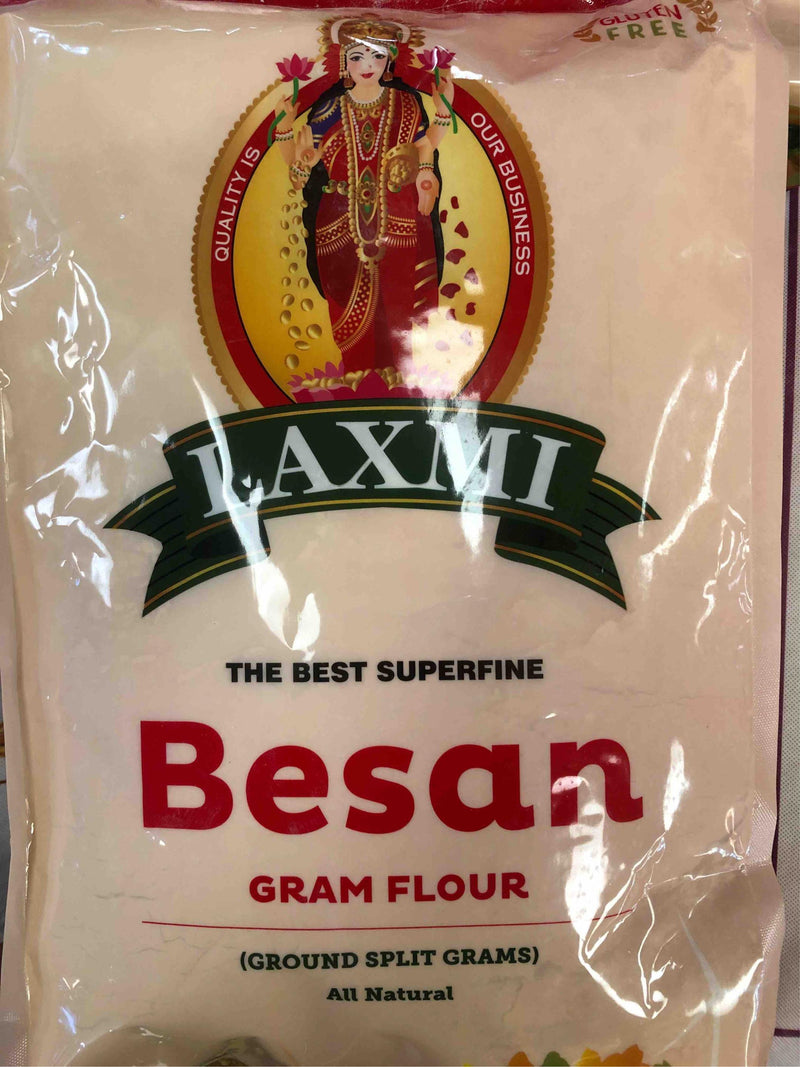 GLUTEN
FREE
QUALITY IS
OUR BUSINESS
LAXMI
THE BEST SUPERFINE
Besan
GRAM FLOUR
(GROUND SPLIT GRAMS)
All Natural